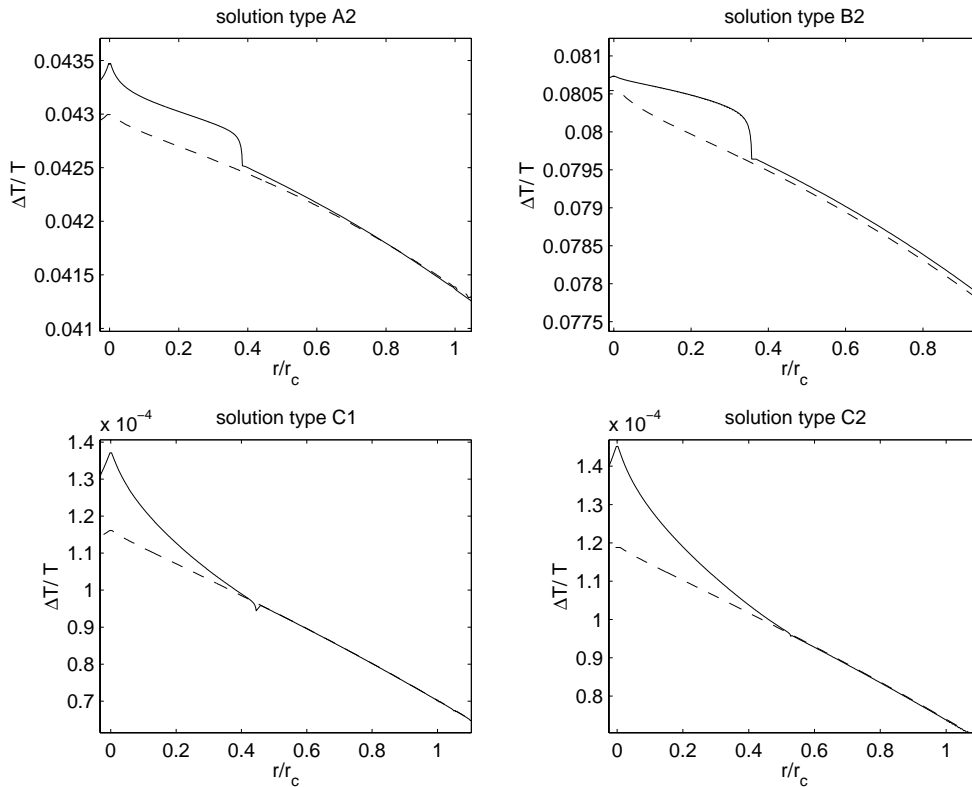 solution type A2
0.0435
0.043
0.0425
0.042
0.0415
0.041
ΔT/ T
0 0.2 0.4 0.6 0.8 1
r/r_c
solution type B2
0.081
0.0805
0.08
0.0795
0.079
0.0785
0.078
0.0775
ΔT/ T
0 0.2 0.4 0.6 0.8
r/r_c
x 10^-4
solution type C1
1.4
1.3
1.2
1.1
1
0.9
0.8
0.7
ΔT/ T
0 0.2 0.4 0.6 0.8 1
r/r_c
x 10^-4
solution type C2
1.4
1.3
1.2
1.1
1
0.9
0.8
ΔT/ T
0 0.2 0.4 0.6 0.8 1
r/r_c